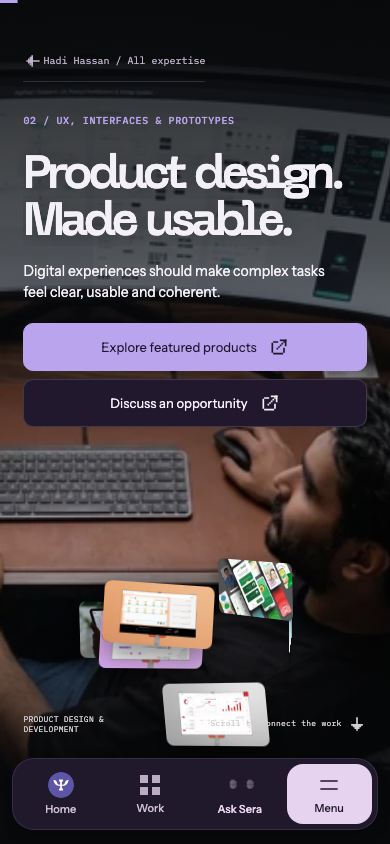 Hadi Hassan / All expertise
02 / UX, INTERFACES & PROTOTYPES
Product design.
Made usable.
Digital experiences should make complex tasks
feel clear, usable and coherent.
Explore featured products
Discuss an opportunity
PRODUCT DESIGN &
DEVELOPMENT
Scroll t onnect the work
Home
Work
Ask Sera
Menu